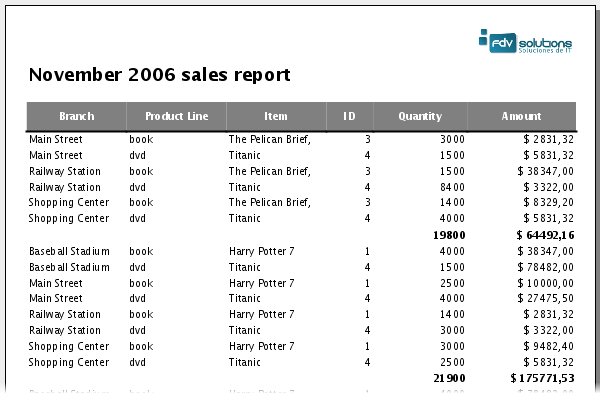 fdv solutions
Soluciones de IT
November 2006 sales report
Branch Product Line Item ID Quantity Amount
Main Street book The Pelican Brief, 3 3000 $ 2831,32
Main Street dvd Titanic 4 1500 $ 5831,32
Railway Station book The Pelican Brief, 3 1500 $ 38347,00
Railway Station dvd Titanic 4 8400 $ 3322,00
Shopping Center book The Pelican Brief, 3 1400 $ 8329,20
Shopping Center dvd Titanic 4 4000 $ 5831,32
19800 $ 64492,16
Baseball Stadium book Harry Potter 7 1 4000 $ 38347,00
Baseball Stadium dvd Titanic 4 1500 $ 78482,00
Main Street book Harry Potter 7 1 2500 $ 10000,00
Main Street dvd Titanic 4 4000 $ 27475,50
Railway Station book Harry Potter 7 1 1400 $ 2831,32
Railway Station dvd Titanic 4 3000 $ 3322,00
Shopping Center book Harry Potter 7 1 3000 $ 9482,40
Shopping Center dvd Titanic 4 2500 $ 5831,32
21900 $ 175771,53